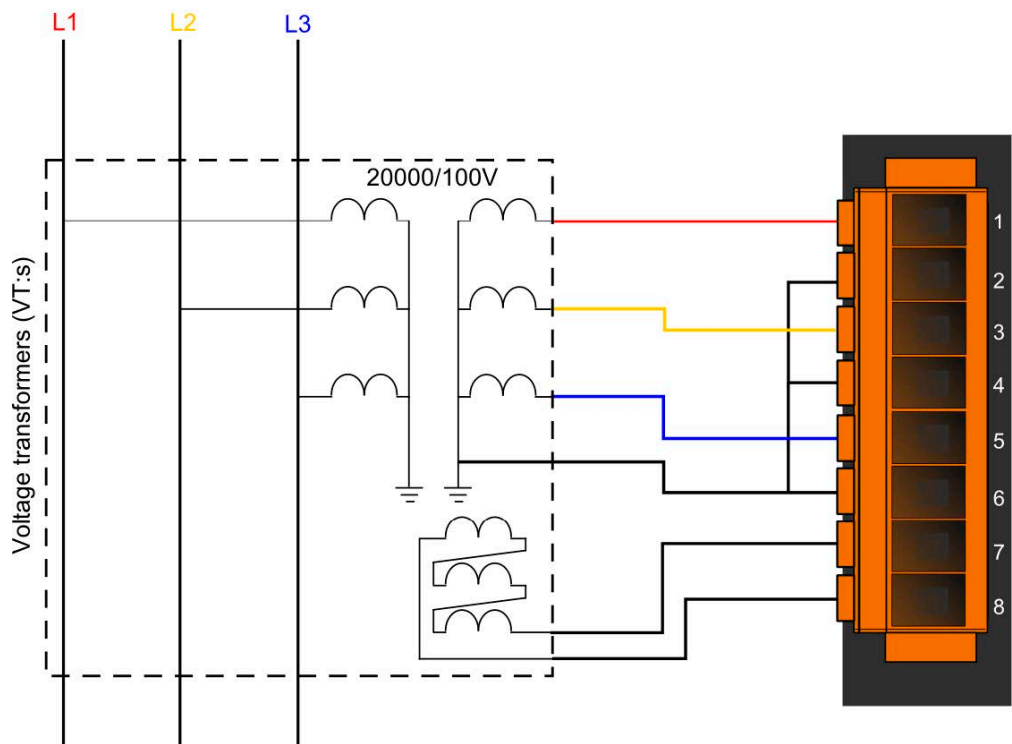 L1 L2 L3
20000/100V
Voltage transformers (VT:s)
1
2
3
4
5
6
7
8